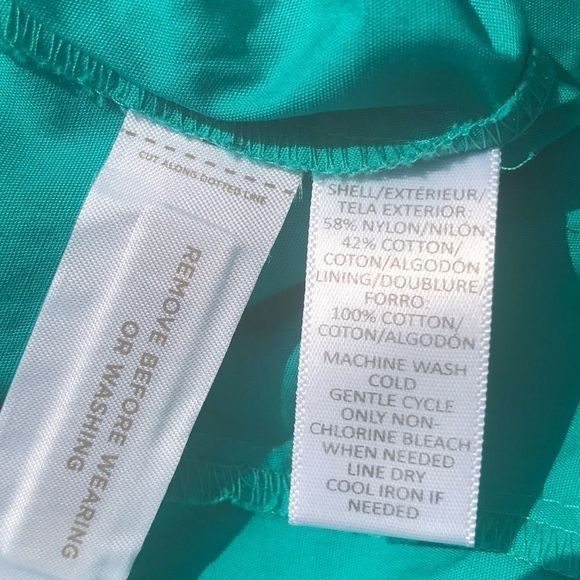 CUT ALONG DOTTED LINE
REMOVE BEFORE WEARING
OR WASHING
SHELL/EXTÉRIEUR/
TELA EXTERIOR
58% NYLON/NILÓN
42% COTTON/
COTON/ALGODÓN
LINING/DOUBLURE/
FORRO:
100% COTTON/
COTON/ALGODÓN
MACHINE WASH
COLD
GENTLE CYCLE
ONLY NON-
CHLORINE BLEACH
WHEN NEEDED
LINE DRY
COOL IRON IF
NEEDED